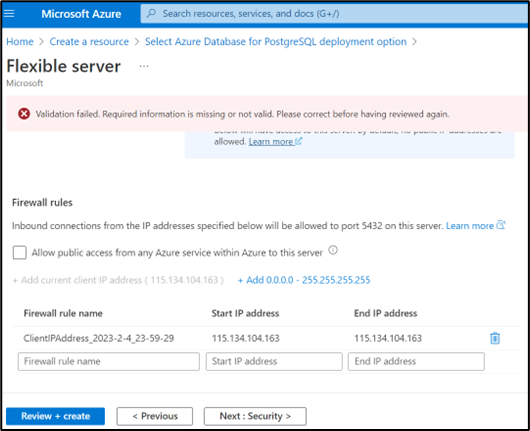 Microsoft Azure
Search resources, services, and docs (G+/)
Home > Create a resource > Select Azure Database for PostgreSQL deployment option >
Flexible server ...
Microsoft
Validation failed. Required information is missing or not valid. Please correct before having reviewed again.
below will have access to this server. By default, no public IP addresses are
allowed. Learn more
Firewall rules
Inbound connections from the IP addresses specified below will be allowed to port 5432 on this server. Learn more
Allow public access from any Azure service within Azure to this server
+ Add current client IP address ( 115.134.104.163 ) + Add 0.0.0.0 - 255.255.255.255
Firewall rule name Start IP address End IP address
ClientIPAddress_2023-2-4_23-59-29 115.134.104.163 115.134.104.163
Firewall rule name Start IP address End IP address
Review + create < Previous Next : Security >